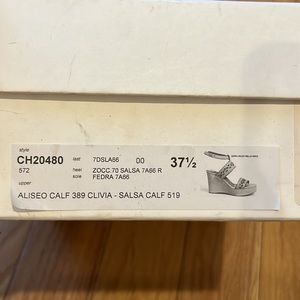 style
CH20480 last 7DSLA66 00 37½
572 heel ZOCC.70 SALSA 7A66 R
sole FEDRA 7A66
upper
ALISEO CALF 389 CLIVIA - SALSA CALF 519